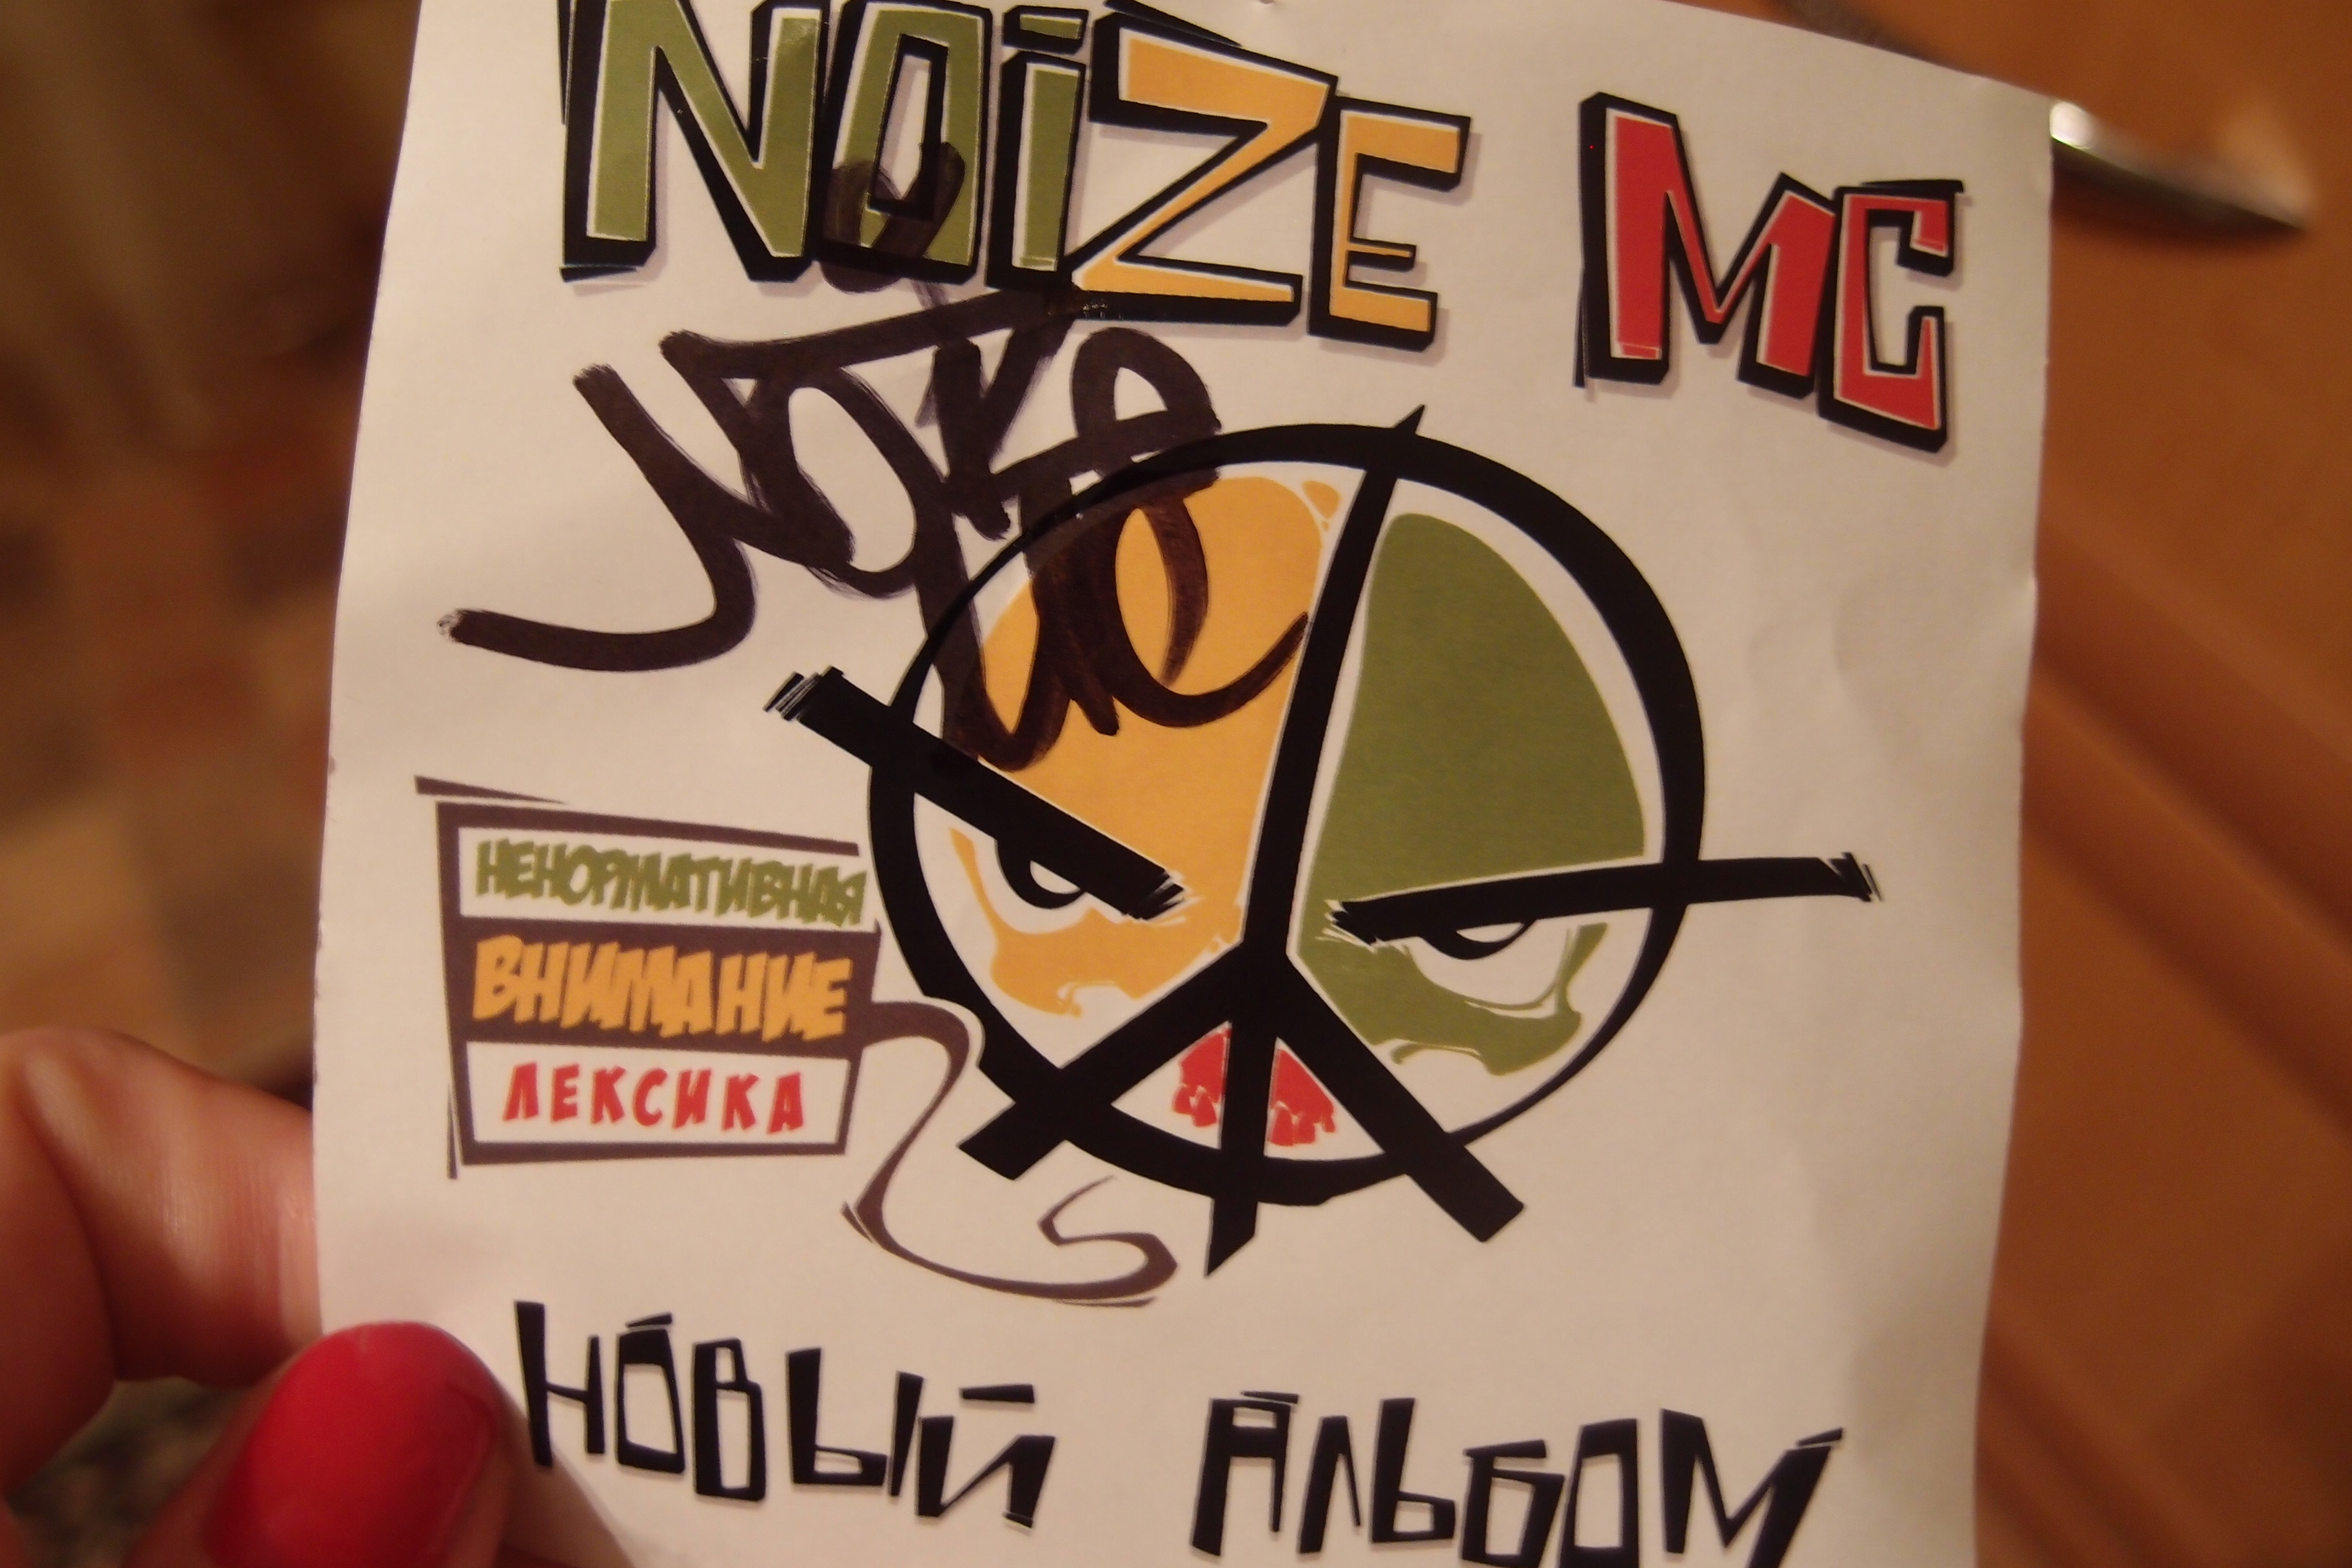 NOIZE MC
НЕНОРМАТИВНАЯ
ВНИМАНИЕ
ЛЕКСИКА
НОВЫЙ АЛЬБОМ